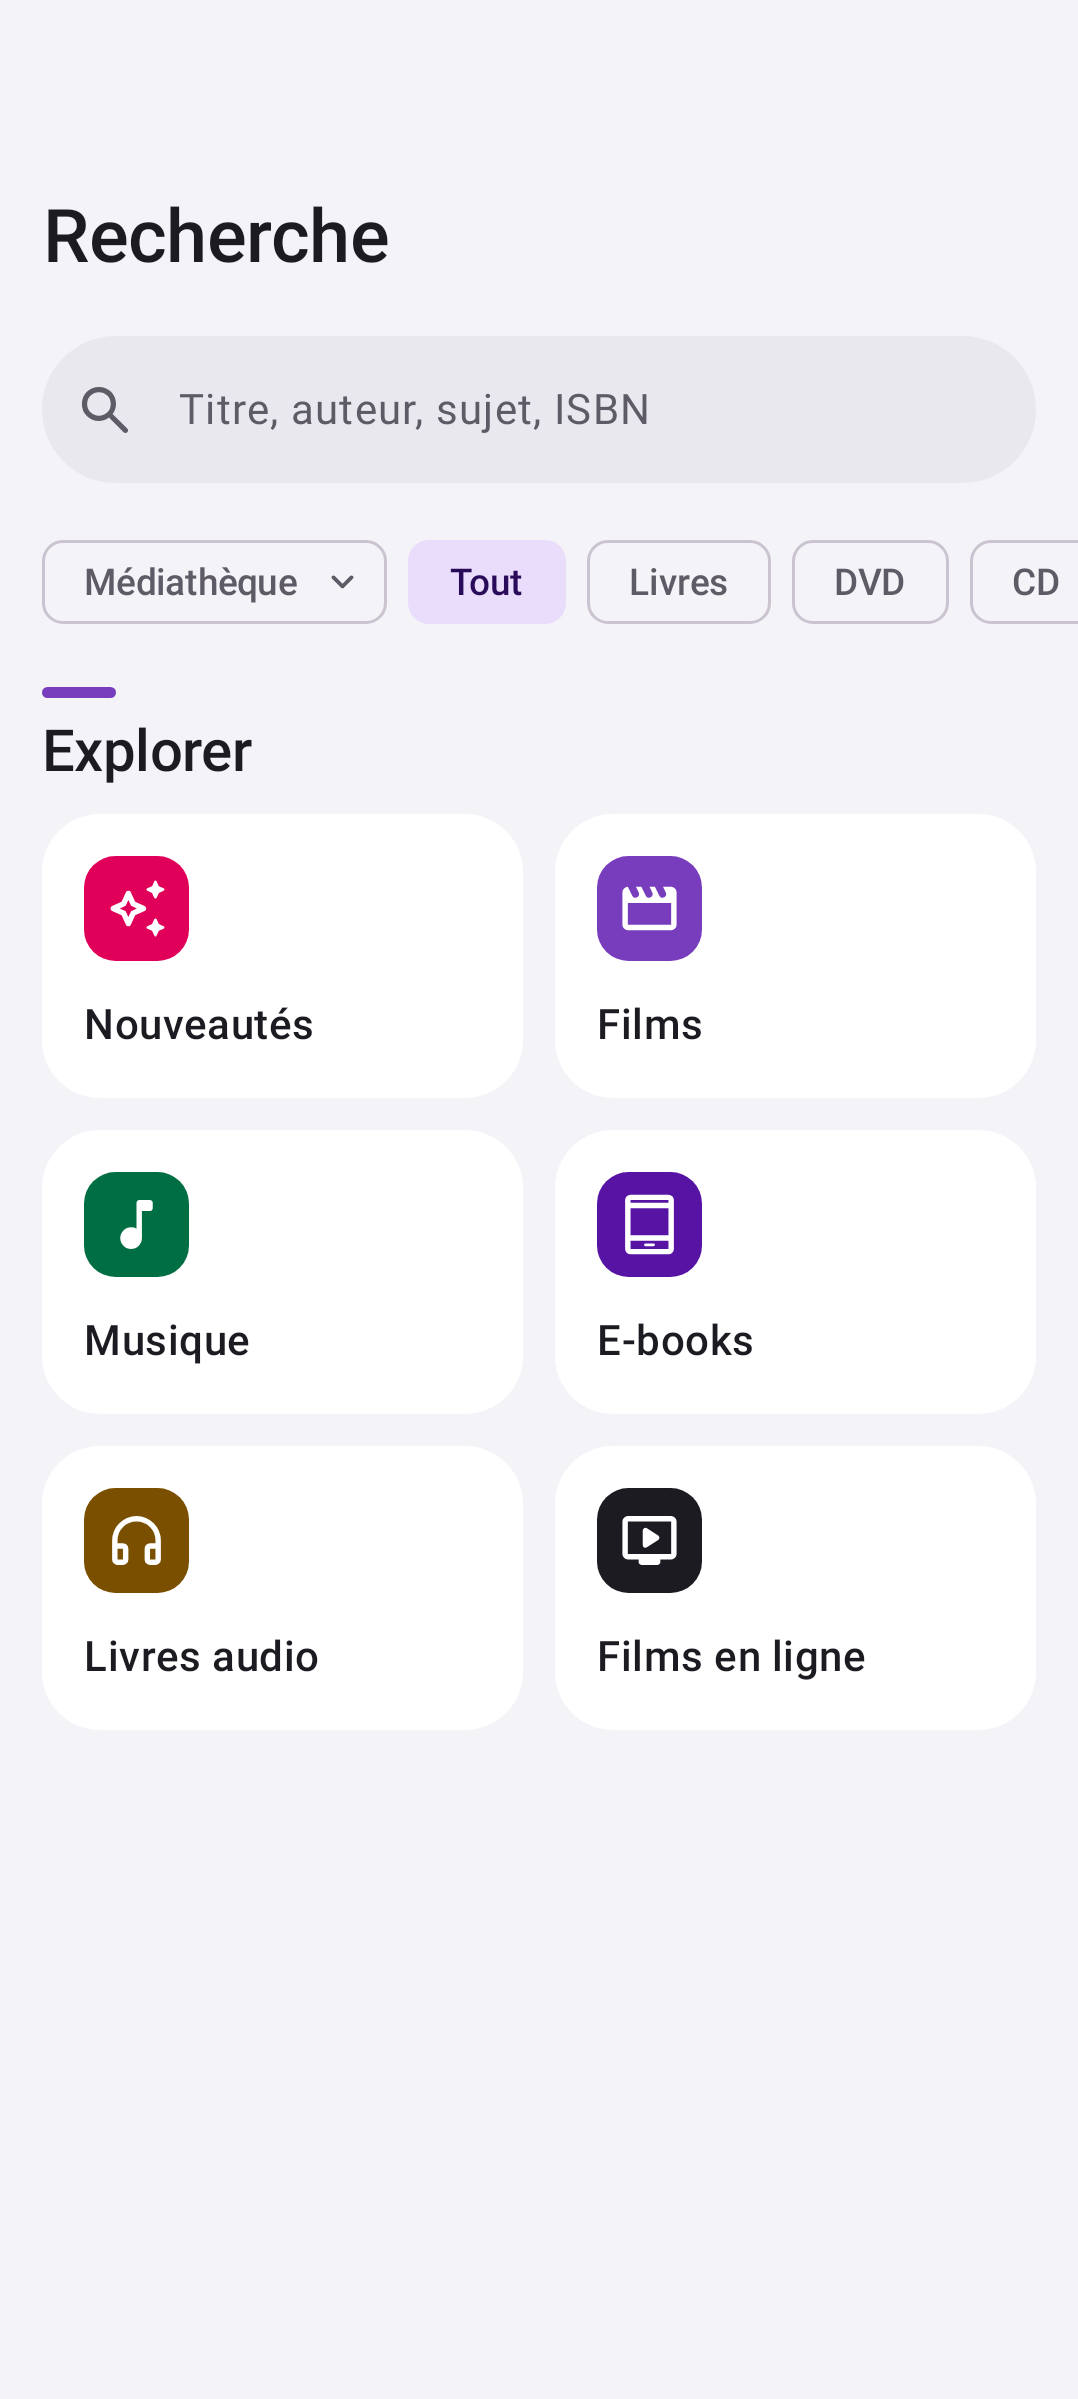 Recherche
Titre, auteur, sujet, ISBN
Médiathèque Tout Livres DVD CD
Explorer
Nouveautés Films
Musique E-books
Livres audio Films en ligne